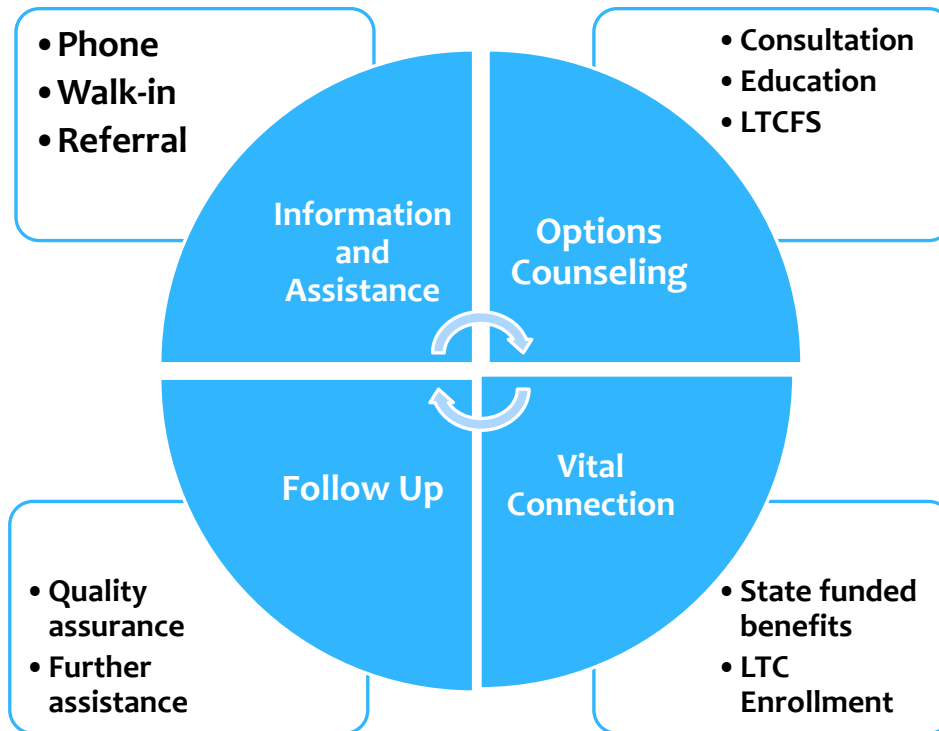 • Phone
• Walk-in
• Referral
• Consultation
• Education
• LTCFS
Information
and
Assistance
Options
Counseling
Follow Up
Vital
Connection
• Quality
assurance
• Further
assistance
• State funded
benefits
• LTC
Enrollment